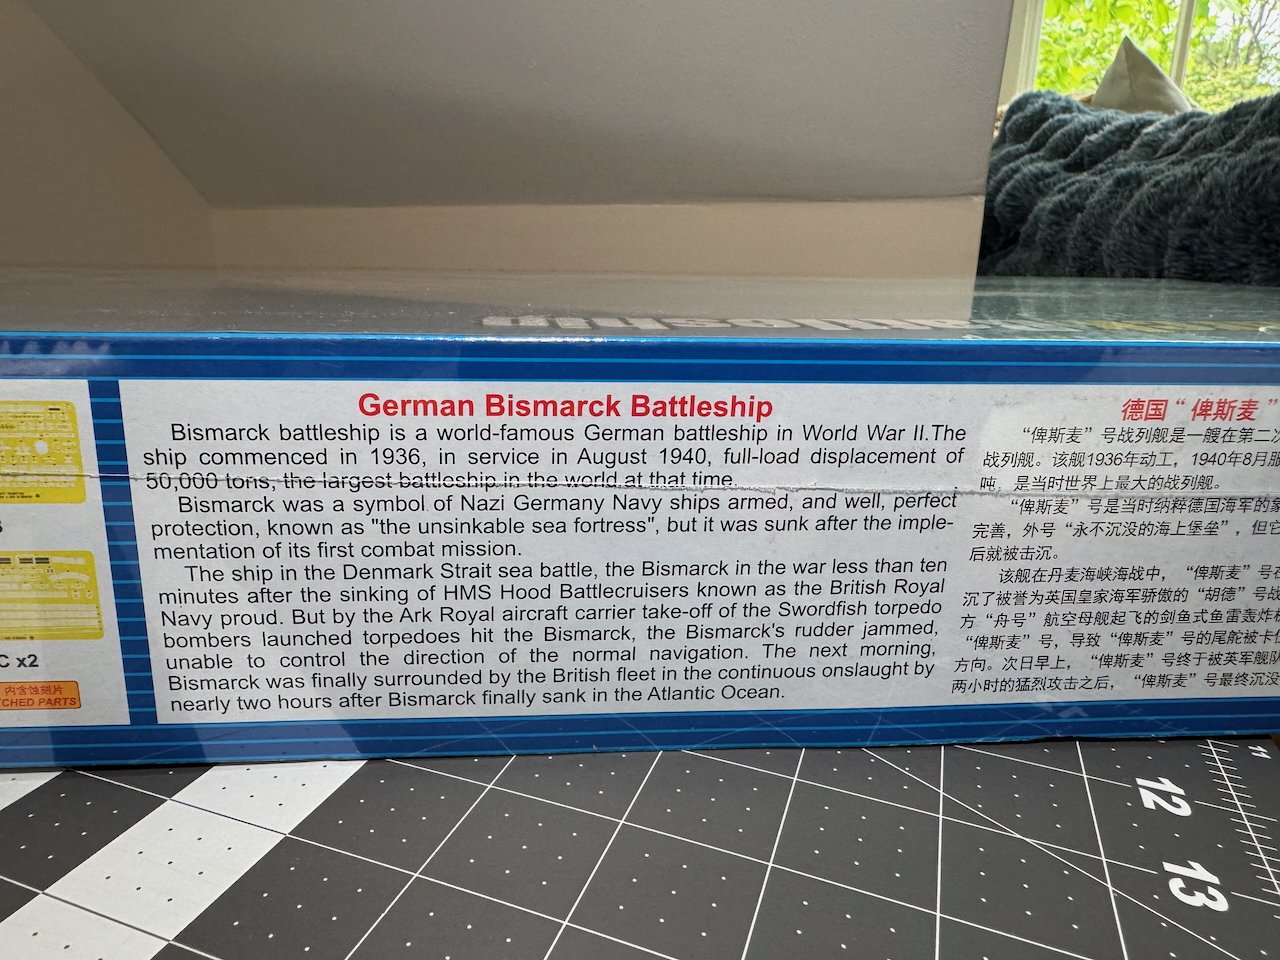 German Bismarck Battleship
Bismarck battleship is a world-famous German battleship in World War II.The
ship commenced in 1936, in service in August 1940, full-load displacement of
50,000 tons, the largest battleship in the world at that time.
Bismarck was a symbol of Nazi Germany Navy ships armed, and well, perfect
protection, known as "the unsinkable sea fortress", but it was sunk after the imple-
mentation of its first combat mission.
The ship in the Denmark Strait sea battle, the Bismarck in the war less than ten
minutes after the sinking of HMS Hood Battlecruisers known as the British Royal
Navy proud. But by the Ark Royal aircraft carrier take-off of the Swordfish torpedo
bombers launched torpedoes hit the Bismarck, the Bismarck's rudder jammed,
unable to control the direction of the normal navigation. The next morning,
Bismarck was finally surrounded by the British fleet in the continuous onslaught by
nearly two hours after Bismarck finally sank in the Atlantic Ocean.
德国“俾斯麦”
“俾斯麦”号战列舰是一艘在第二次
战列舰。该舰1936年动工，1940年8月服
吨，是当时世界上最大的战列舰。
“俾斯麦”号是当时纳粹德国海军的象
完善，外号“永不沉没的海上堡垒”，但它
后就被击沉。
该舰在丹麦海峡海战中，“俾斯麦”号在
沉了被誉为英国皇家海军骄傲的“胡德”号战
方“舟号”航空母舰起飞的剑鱼式鱼雷轰炸
“俾斯麦”号，导致“俾斯麦”号的尾舵被卡住
方向。次日早上，“俾斯麦”号终于被英军舰队
两小时的猛烈攻击之后，“俾斯麦”号最终沉没
C x2
内含蚀刻片
TCHED PARTS
11
12
13